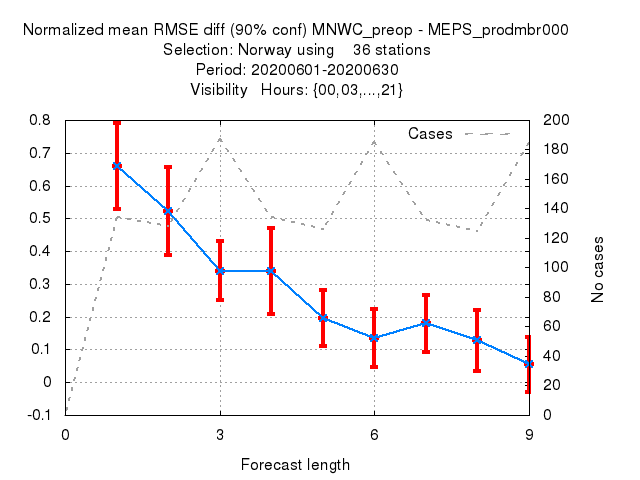 Normalized mean RMSE diff (90% conf) MNWC_preop - MEPS_prodmbr000
Selection: Norway using    36 stations
Period: 20200601-20200630
Visibility   Hours: {00,03,...,21}
Cases
0.8
0.7
0.6
0.5
0.4
0.3
0.2
0.1
0
-0.1
200
180
160
140
120
100
80
60
40
20
0
No cases
0 3 6 9
Forecast length